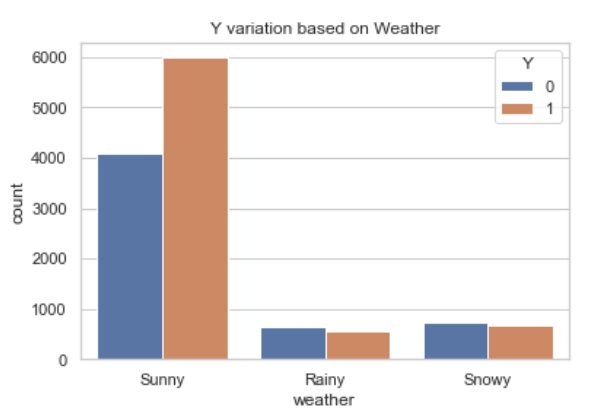 Y variation based on Weather
6000
5000
4000
3000
2000
1000
0
count
Y
0
1
Sunny Rainy Snowy
weather